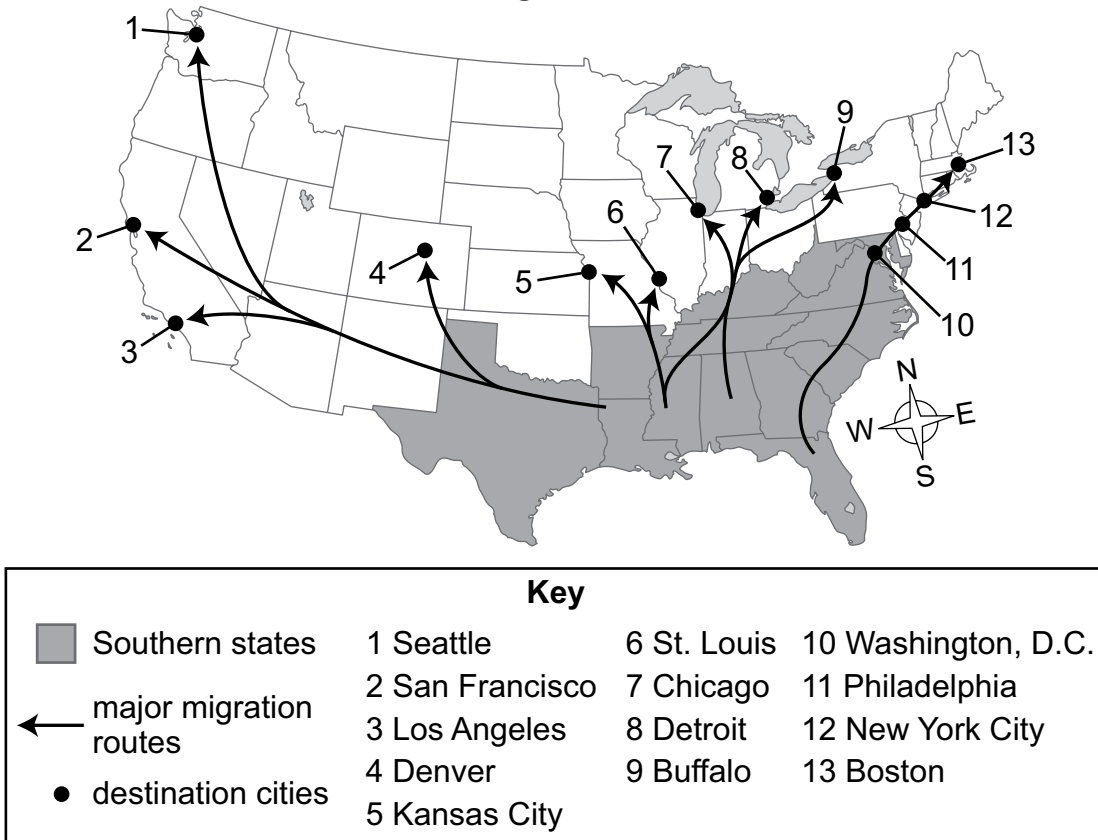 1
2
3
4
5
6
7
8
9
13
12
11
10
N
W E
S
Key
Southern states
major migration
routes
destination cities
1 Seattle
2 San Francisco
3 Los Angeles
4 Denver
5 Kansas City
6 St. Louis
7 Chicago
8 Detroit
9 Buffalo
10 Washington, D.C.
11 Philadelphia
12 New York City
13 Boston